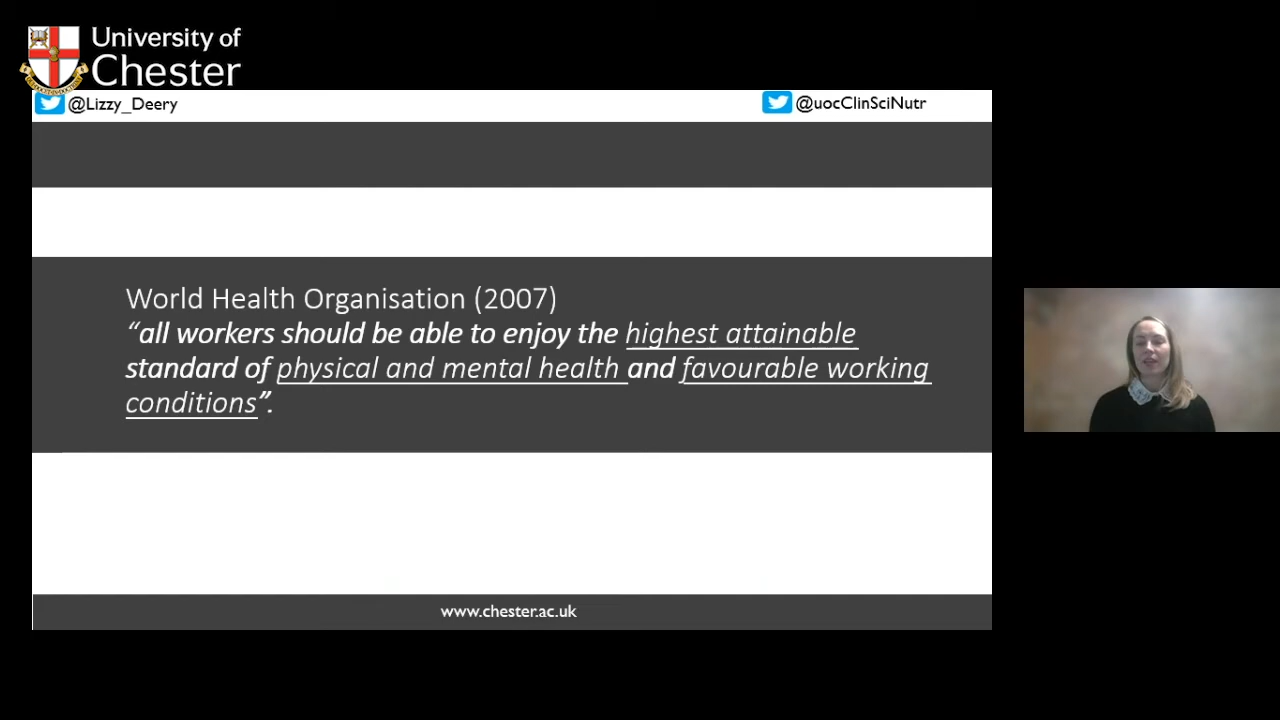 University of
Chester
@Lizzy_Deery
@uocClinSciNutr
World Health Organisation (2007)
“all workers should be able to enjoy the highest attainable
standard of physical and mental health and favourable working
conditions”.
www.chester.ac.uk